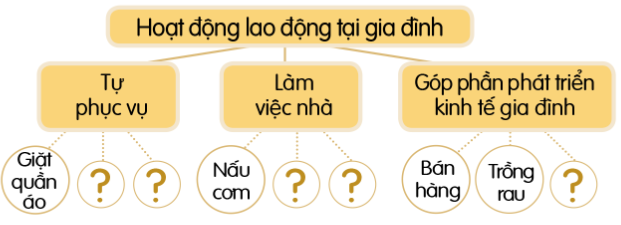 Hoạt động lao động tại gia đình
Tự
phục vụ
Làm
việc nhà
Góp phần phát triển
kinh tế gia đình
Giặt
quần
áo
?
?
Nấu
cơm
?
?
Bán
hàng
Trồng
rau
?